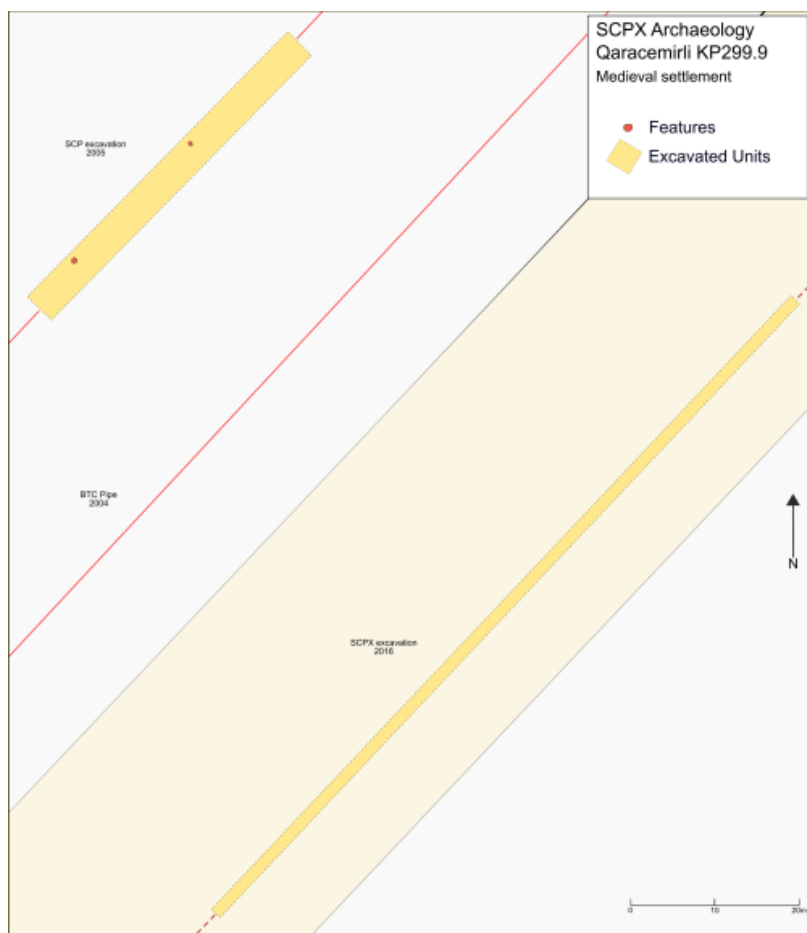 SCPX Archaeology
Qaracemirli KP299.9
Medieval settlement
Features
Excavated Units
SCP excavation
2005
BTC Pipe
2004
SCPX excavation
2016
N
0 10 20m